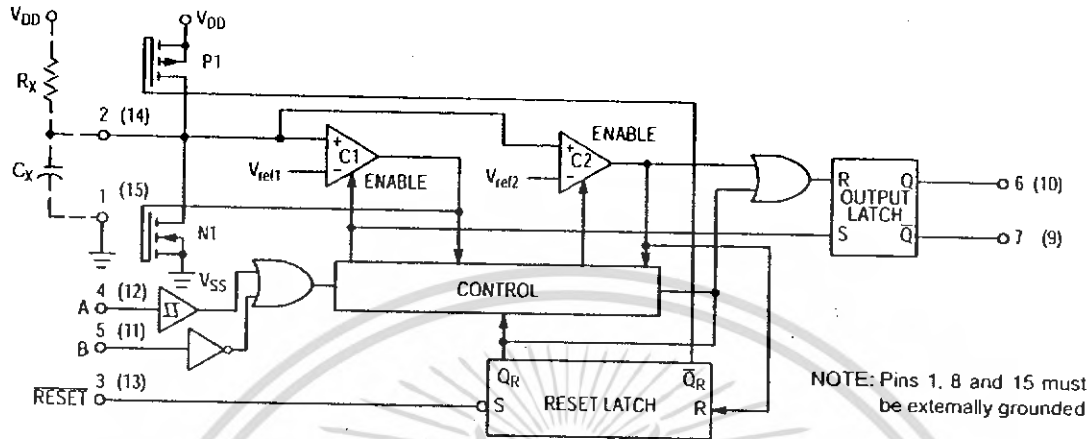 VDD
VDD
P1
RX
2 (14)
ENABLE
+
C1
−
Vref1
ENABLE
+
C2
−
Vref2
CX
1 (15)
N1
VSS
R
Q
6 (10)
OUTPUT
LATCH
S
Q̅
7 (9)
4 (12)
A
CONTROL
5 (11)
B
3 (13)
R̅E̅S̅E̅T̅
QR
Q̅R
S
RESET LATCH
R
NOTE: Pins 1, 8 and 15 must
be externally grounded